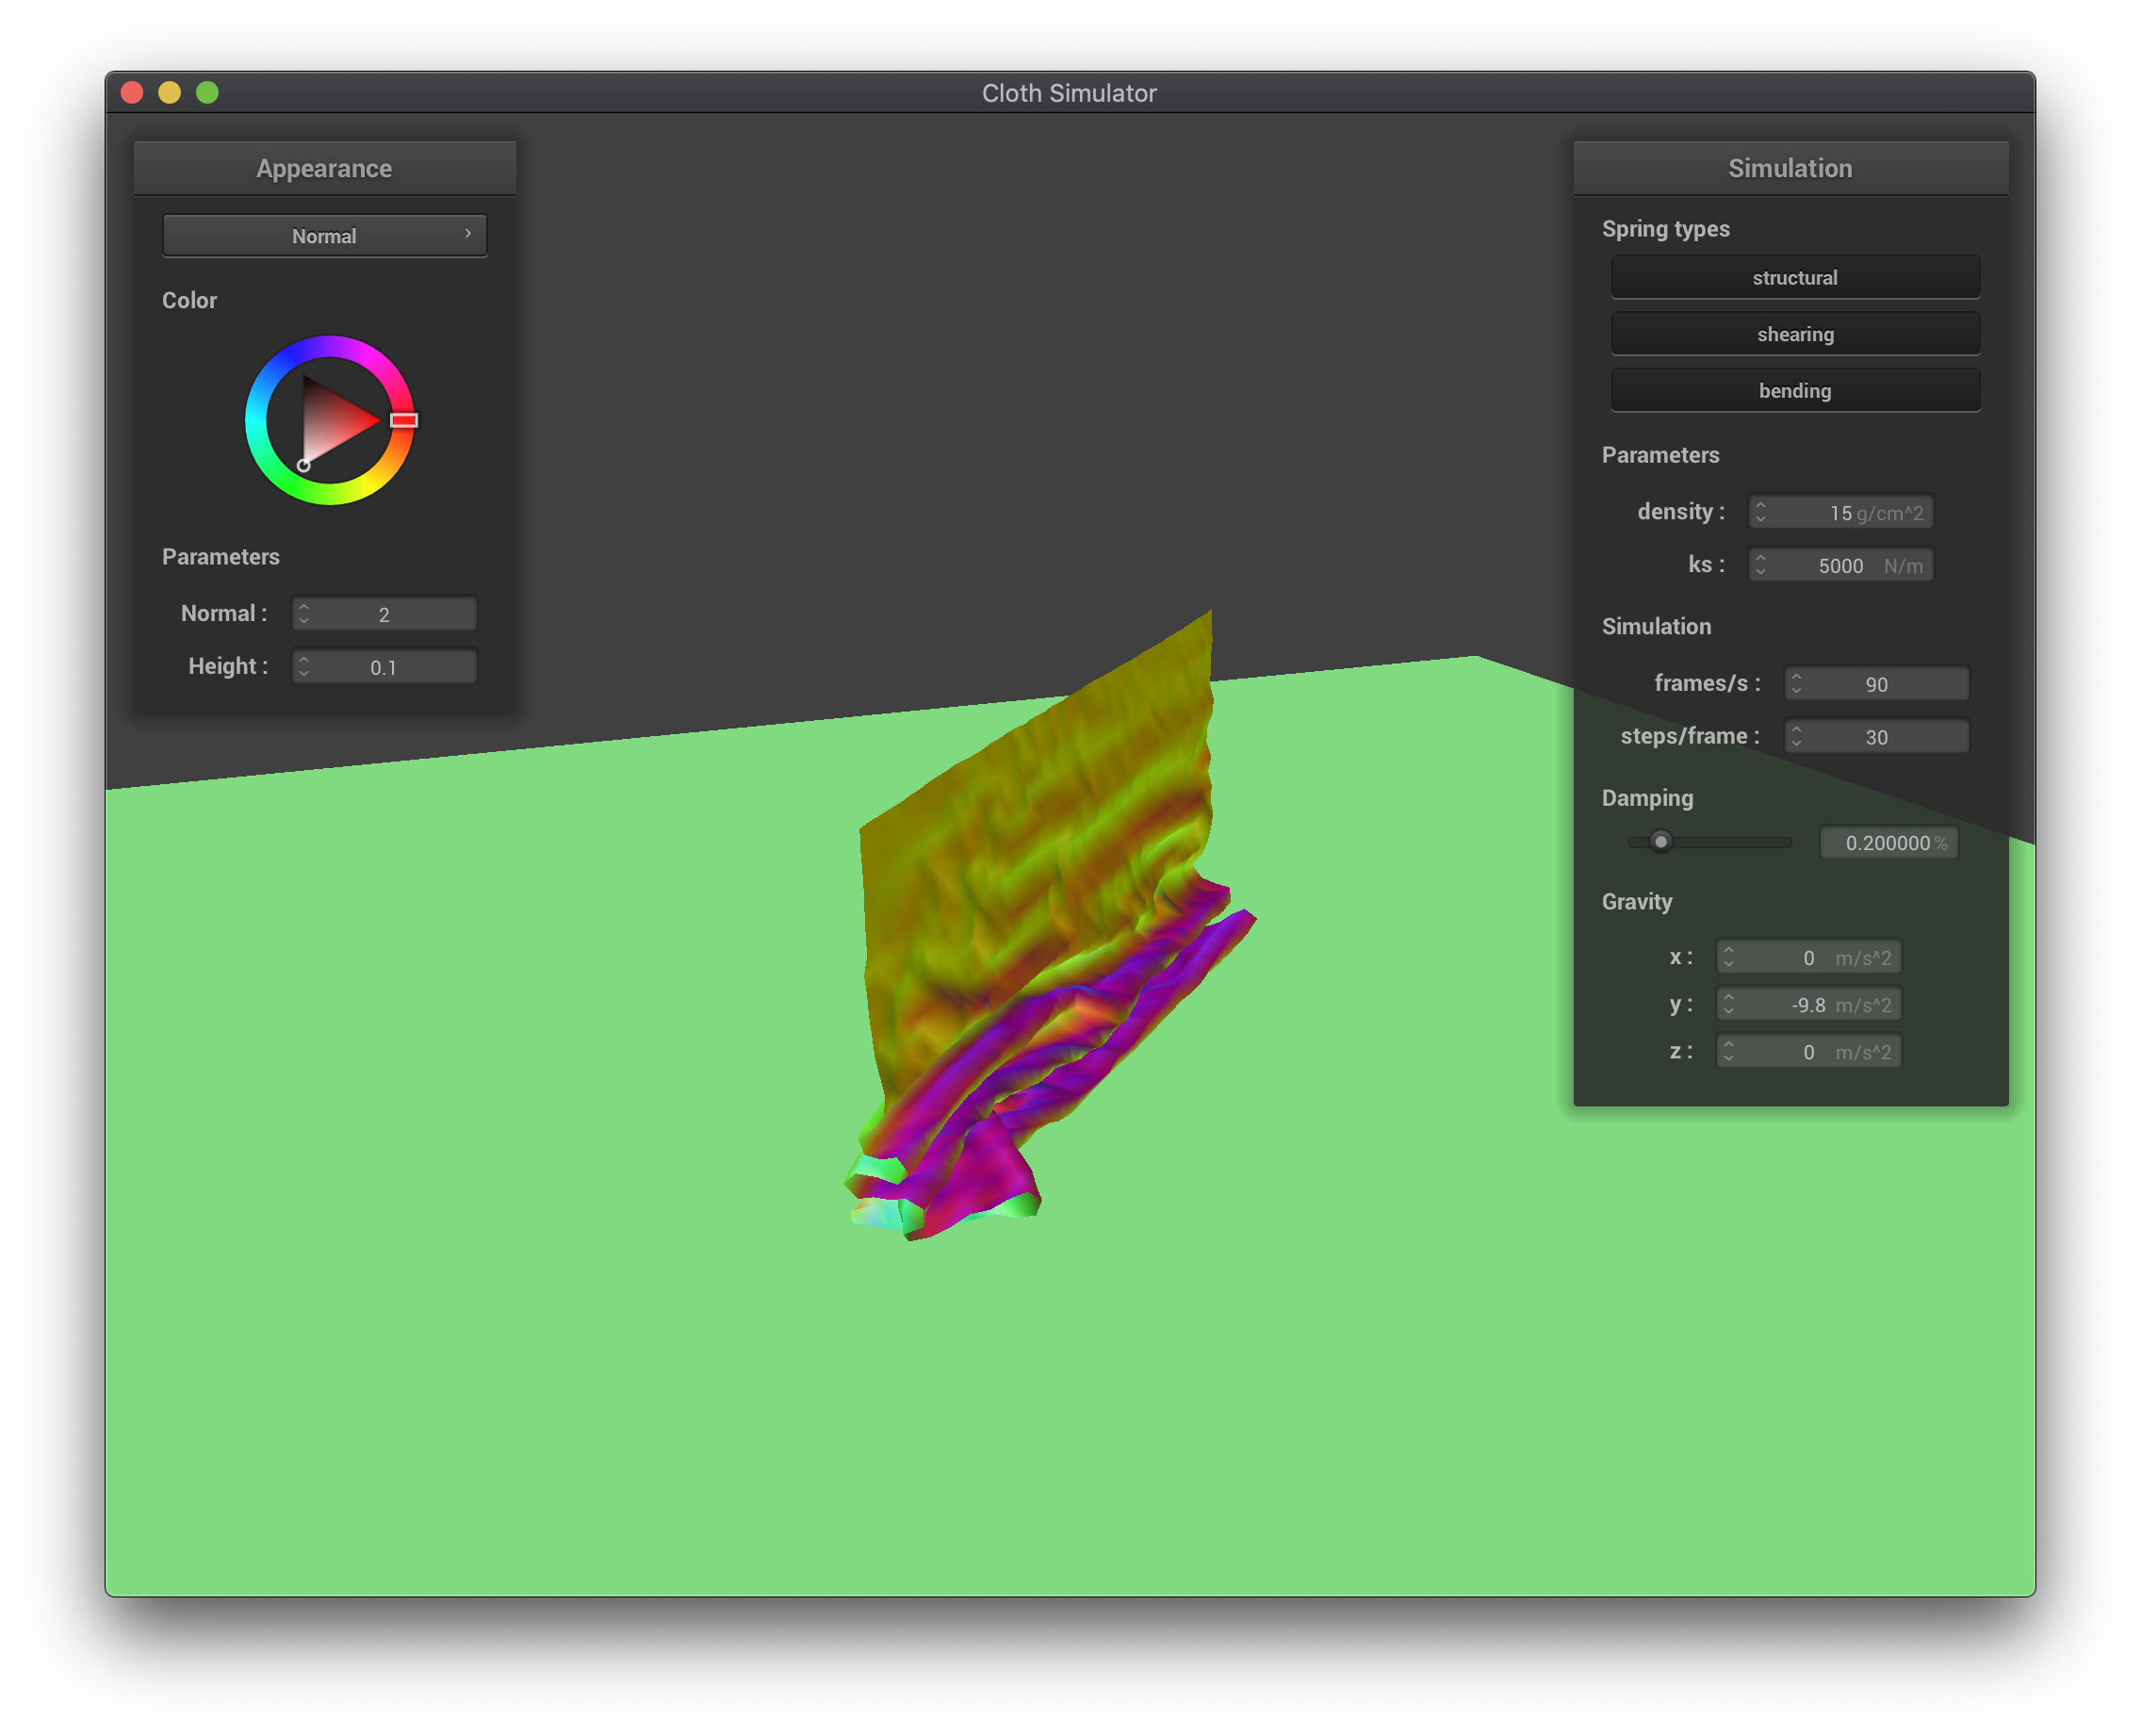 Cloth Simulator
Appearance
Normal
Color
Parameters
Normal : 2
Height : 0.1
Simulation
Spring types
structural
shearing
bending
Parameters
density : 15 g/cm^2
ks : 5000 N/m
Simulation
frames/s : 90
steps/frame : 30
Damping
0.200000 %
Gravity
x : 0 m/s^2
y : -9.8 m/s^2
z : 0 m/s^2